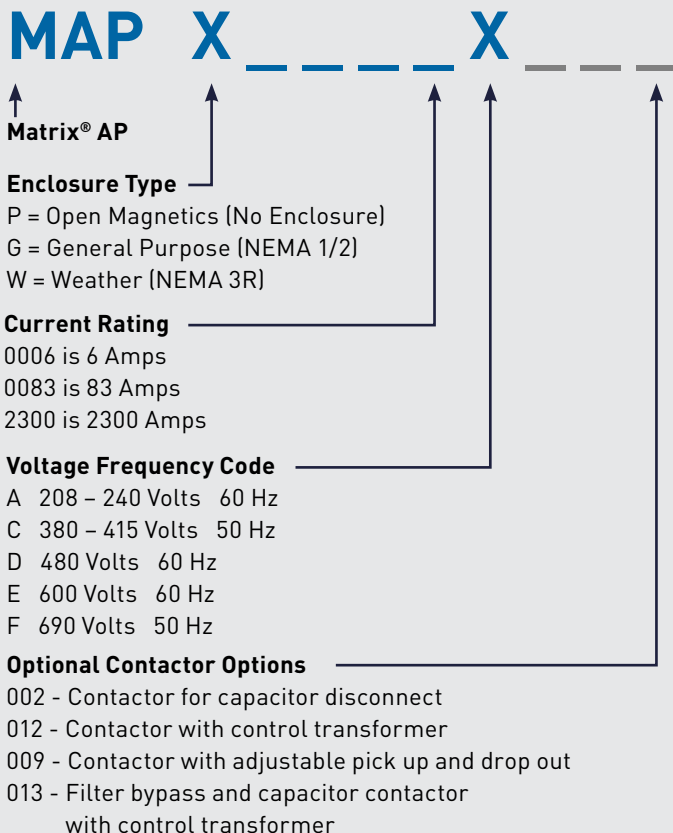 MAP X _ _ _ _ X _ _ _
Matrix® AP
Enclosure Type
P = Open Magnetics (No Enclosure)
G = General Purpose (NEMA 1/2)
W = Weather (NEMA 3R)
Current Rating
0006 is 6 Amps
0083 is 83 Amps
2300 is 2300 Amps
Voltage Frequency Code
A 208 – 240 Volts 60 Hz
C 380 – 415 Volts 50 Hz
D 480 Volts 60 Hz
E 600 Volts 60 Hz
F 690 Volts 50 Hz
Optional Contactor Options
002 - Contactor for capacitor disconnect
012 - Contactor with control transformer
009 - Contactor with adjustable pick up and drop out
013 - Filter bypass and capacitor contactor
with control transformer